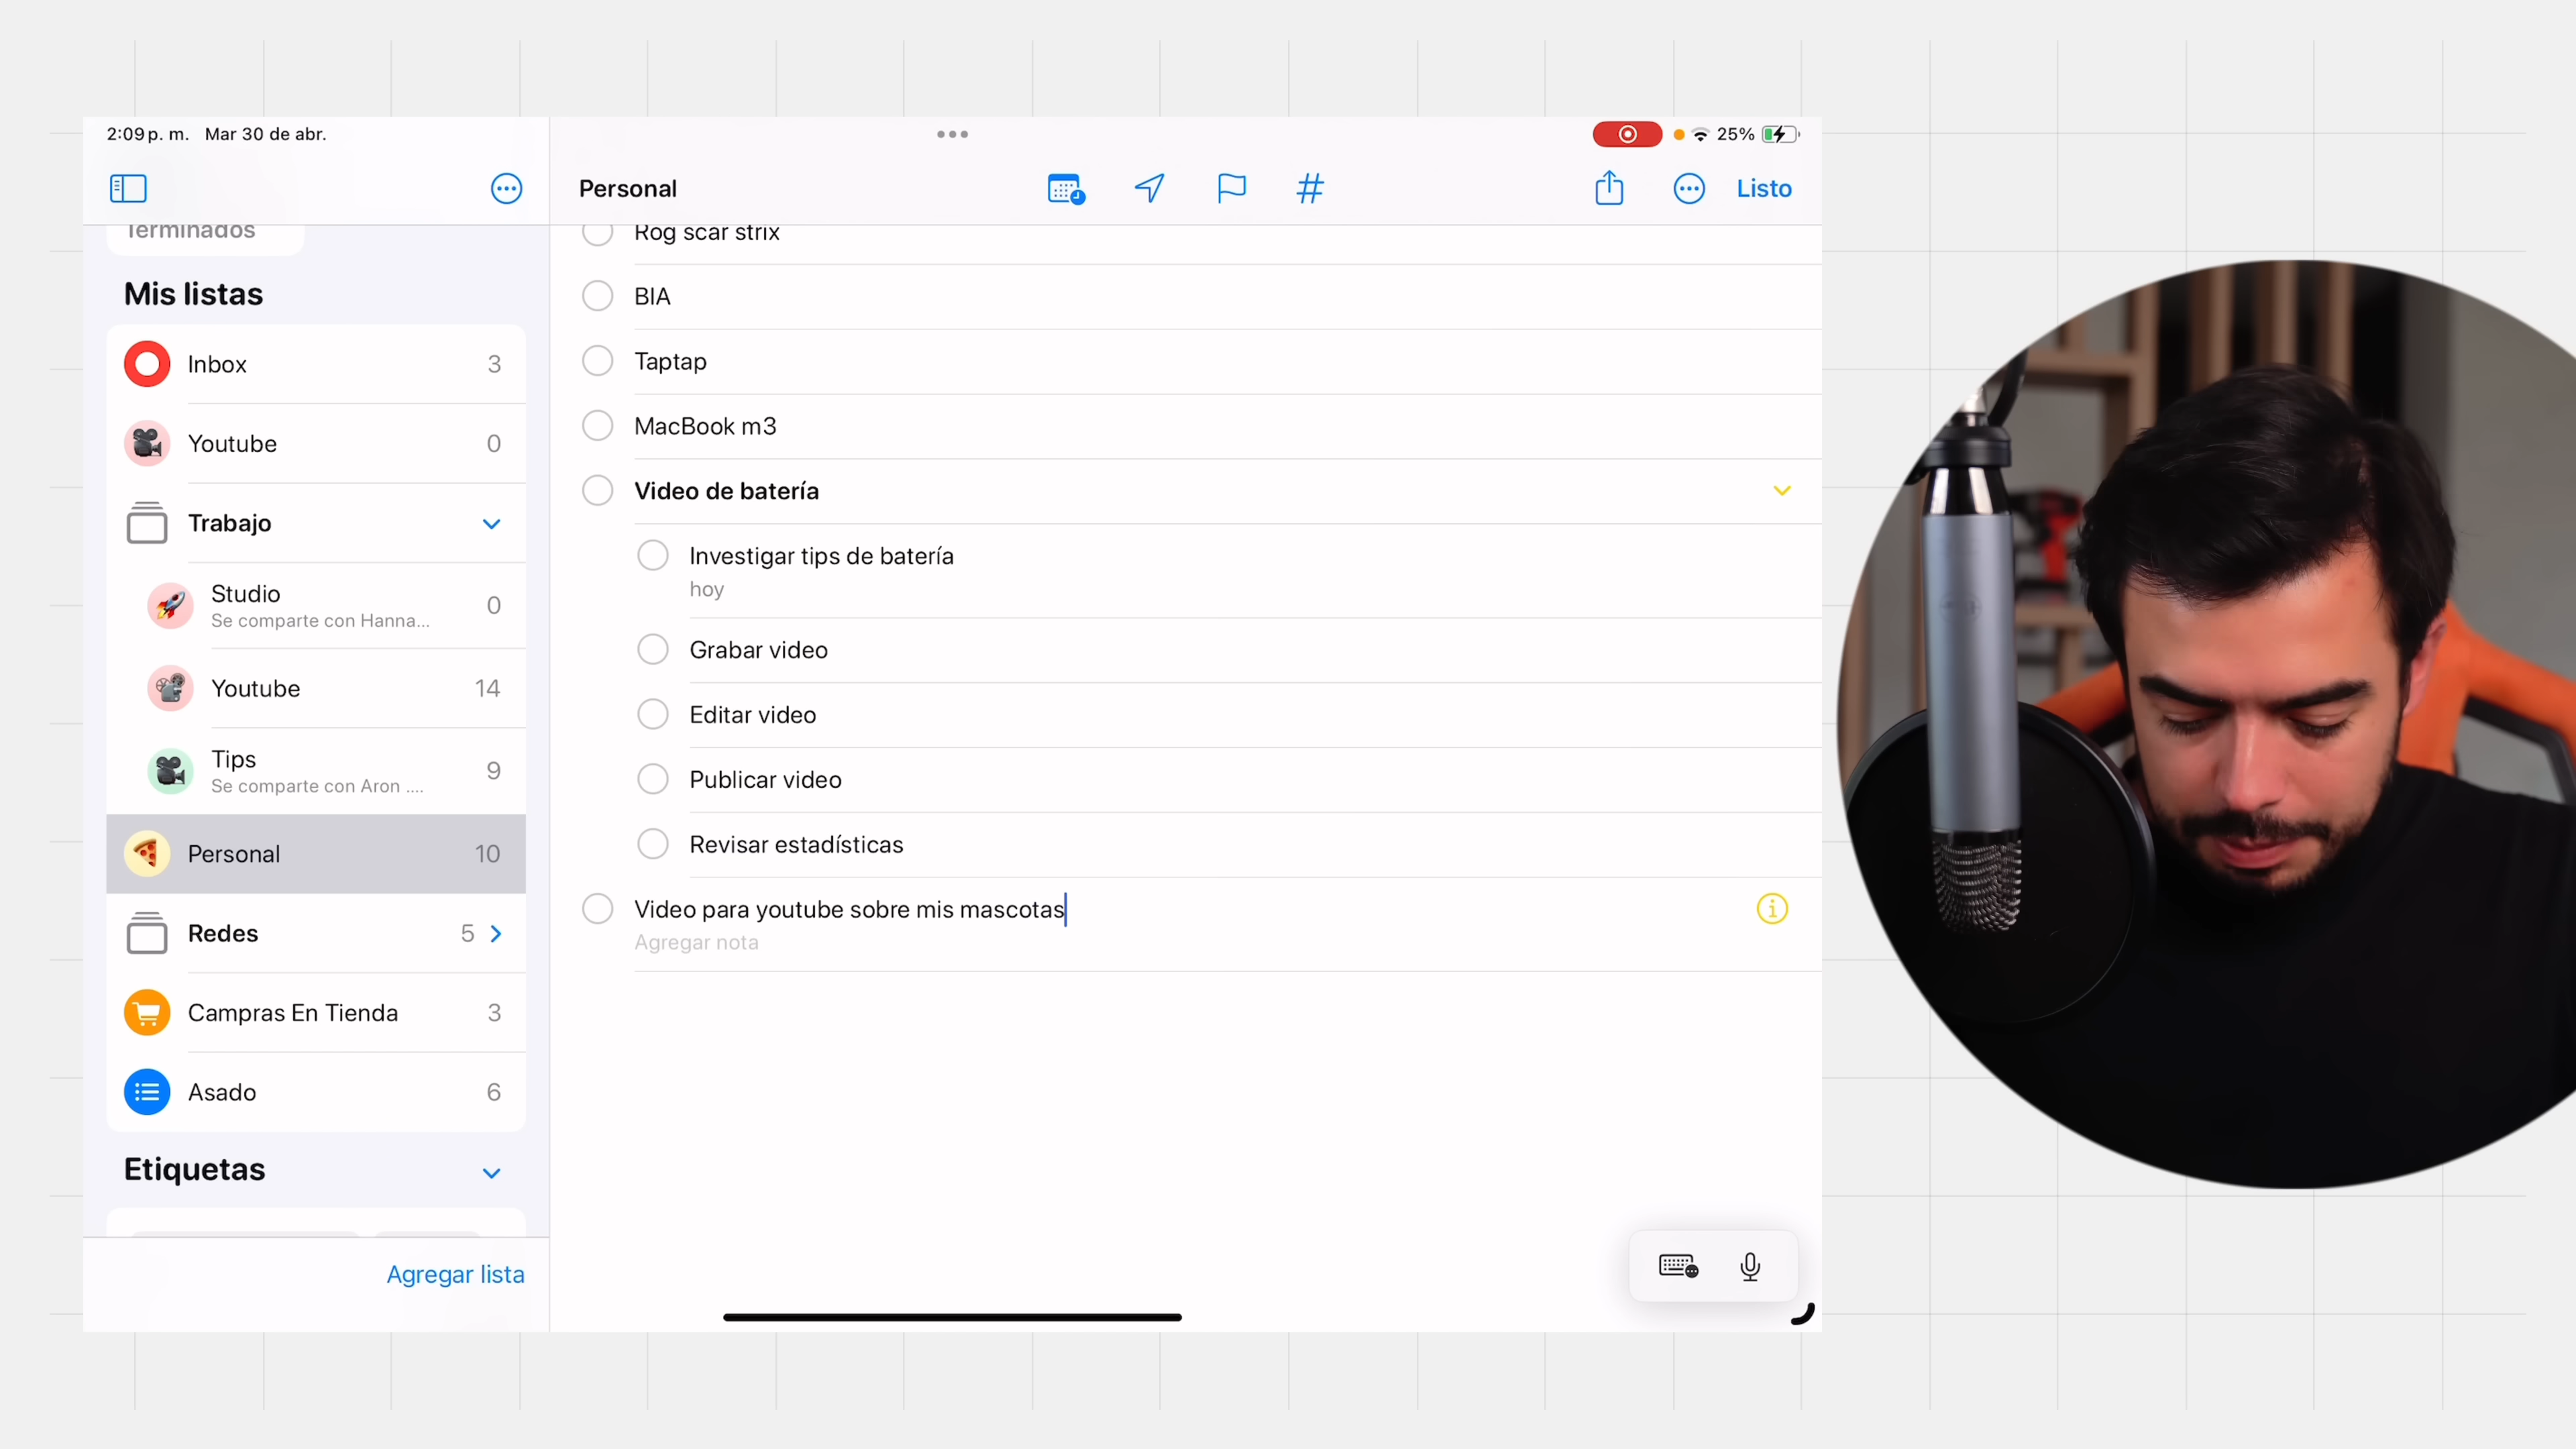 2:09 p. m. Mar 30 de abr.
25%
Personal
#
Listo
Terminados
Mis listas
Inbox 3
Youtube 0
Trabajo
Studio 0
Se comparte con Hanna...
Youtube 14
Tips 9
Se comparte con Aron ....
Personal 10
Redes 5
Campras En Tienda 3
Asado 6
Etiquetas
Agregar lista
Rog scar strix
BIA
Taptap
MacBook m3
Video de batería
Investigar tips de batería
hoy
Grabar video
Editar video
Publicar video
Revisar estadísticas
Video para youtube sobre mis mascotas
Agregar nota